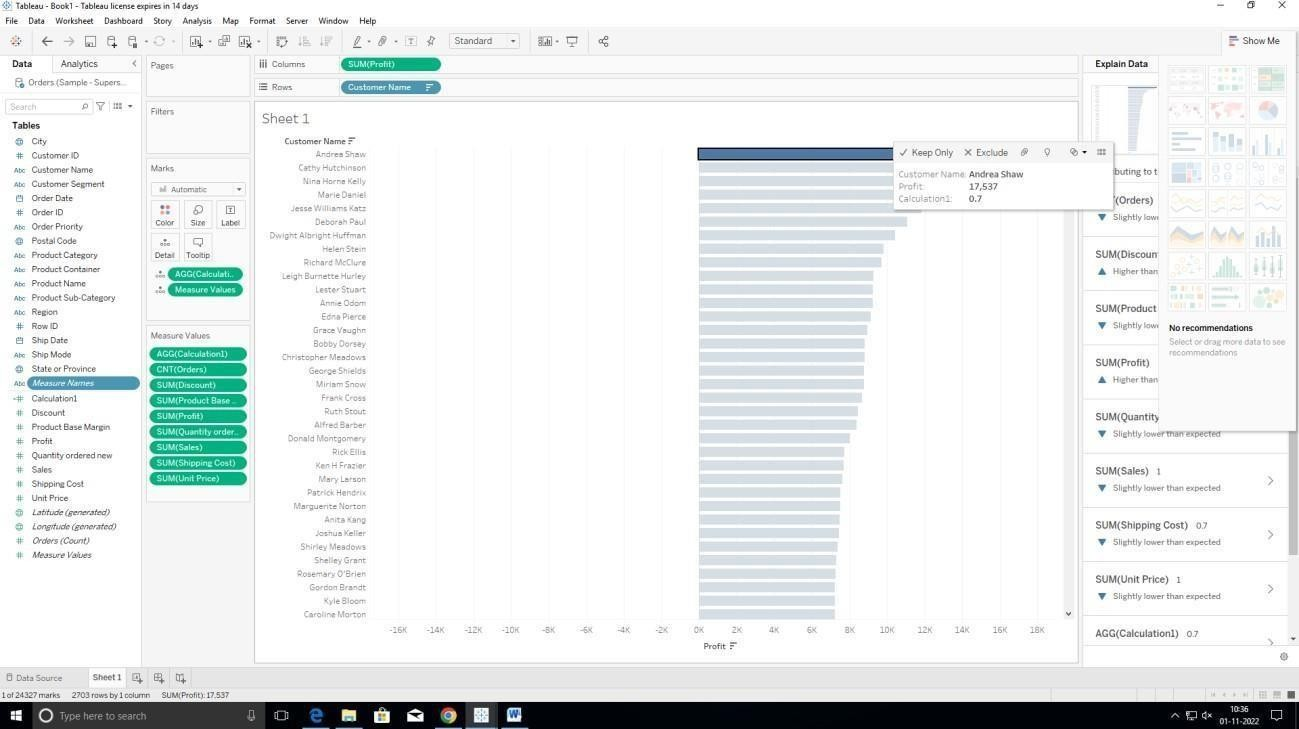 Tableau - Book1 - Tableau license expires in 14 days
File Data Worksheet Dashboard Story Analysis Map Format Server Window Help
Standard
Show Me
Data Analytics
Orders (Sample - Supers...
Search
Tables
City
Customer ID
Abc Customer Name
Abc Customer Segment
Order Date
Order ID
Abc Order Priority
Postal Code
Abc Product Category
Abc Product Container
Abc Product Name
Abc Product Sub-Category
Abc Region
Row ID
Ship Date
Abc Ship Mode
State or Province
Abc Measure Names
Calculation1
Discount
Product Base Margin
Profit
Quantity ordered new
Sales
Shipping Cost
Unit Price
Latitude (generated)
Longitude (generated)
Orders (Count)
Measure Values
Pages
Filters
Marks
Automatic
Color Size Label
Detail Tooltip
AGG(Calculati..
Measure Values
Measure Values
AGG(Calculation1)
CNT(Orders)
SUM(Discount)
SUM(Product Base ..
SUM(Profit)
SUM(Quantity order..
SUM(Sales)
SUM(Shipping Cost)
SUM(Unit Price)
Columns SUM(Profit)
Rows Customer Name
Sheet 1
Customer Name
Andrea Shaw
Cathy Hutchinson
Nina Horne Kelly
Marie Daniel
Jesse Williams Katz
Deborah Paul
Dwight Albright Huffman
Helen Stein
Richard McClure
Leigh Burnette Hurley
Lester Stuart
Annie Odom
Edna Pierce
Grace Vaughn
Bobby Dorsey
Christopher Meadows
George Shields
Miriam Snow
Frank Cross
Ruth Stout
Alfred Barber
Donald Montgomery
Rick Ellis
Ken H Frazier
Mary Larson
Patrick Hendrix
Marguerite Norton
Anita Kang
Joshua Keller
Shirley Meadows
Shelley Grant
Rosemary O'Brien
Gordon Brandt
Kyle Bloom
Caroline Morton
-16K -14K -12K -10K -8K -6K -4K -2K 0K 2K 4K 6K 8K 10K 12K 14K 16K 18K
Profit
Keep Only Exclude
Customer Name: Andrea Shaw
Profit: 17,537
Calculation1: 0.7
Explain Data
buting to t
(Orders)
Slightly low
SUM(Discoun
Higher than
SUM(Product
Slightly low
SUM(Profit)
Higher than
SUM(Quantity
Slightly lower than expected
SUM(Sales) 1
Slightly lower than expected
SUM(Shipping Cost) 0.7
Slightly lower than expected
SUM(Unit Price) 1
Slightly lower than expected
AGG(Calculation1) 0.7
No recommendations
Select or drag more data to see
recommendations
Data Source Sheet 1
1 of 24327 marks 2703 rows by 1 column SUM(Profit): 17,537
Type here to search
10:36
01-11-2022